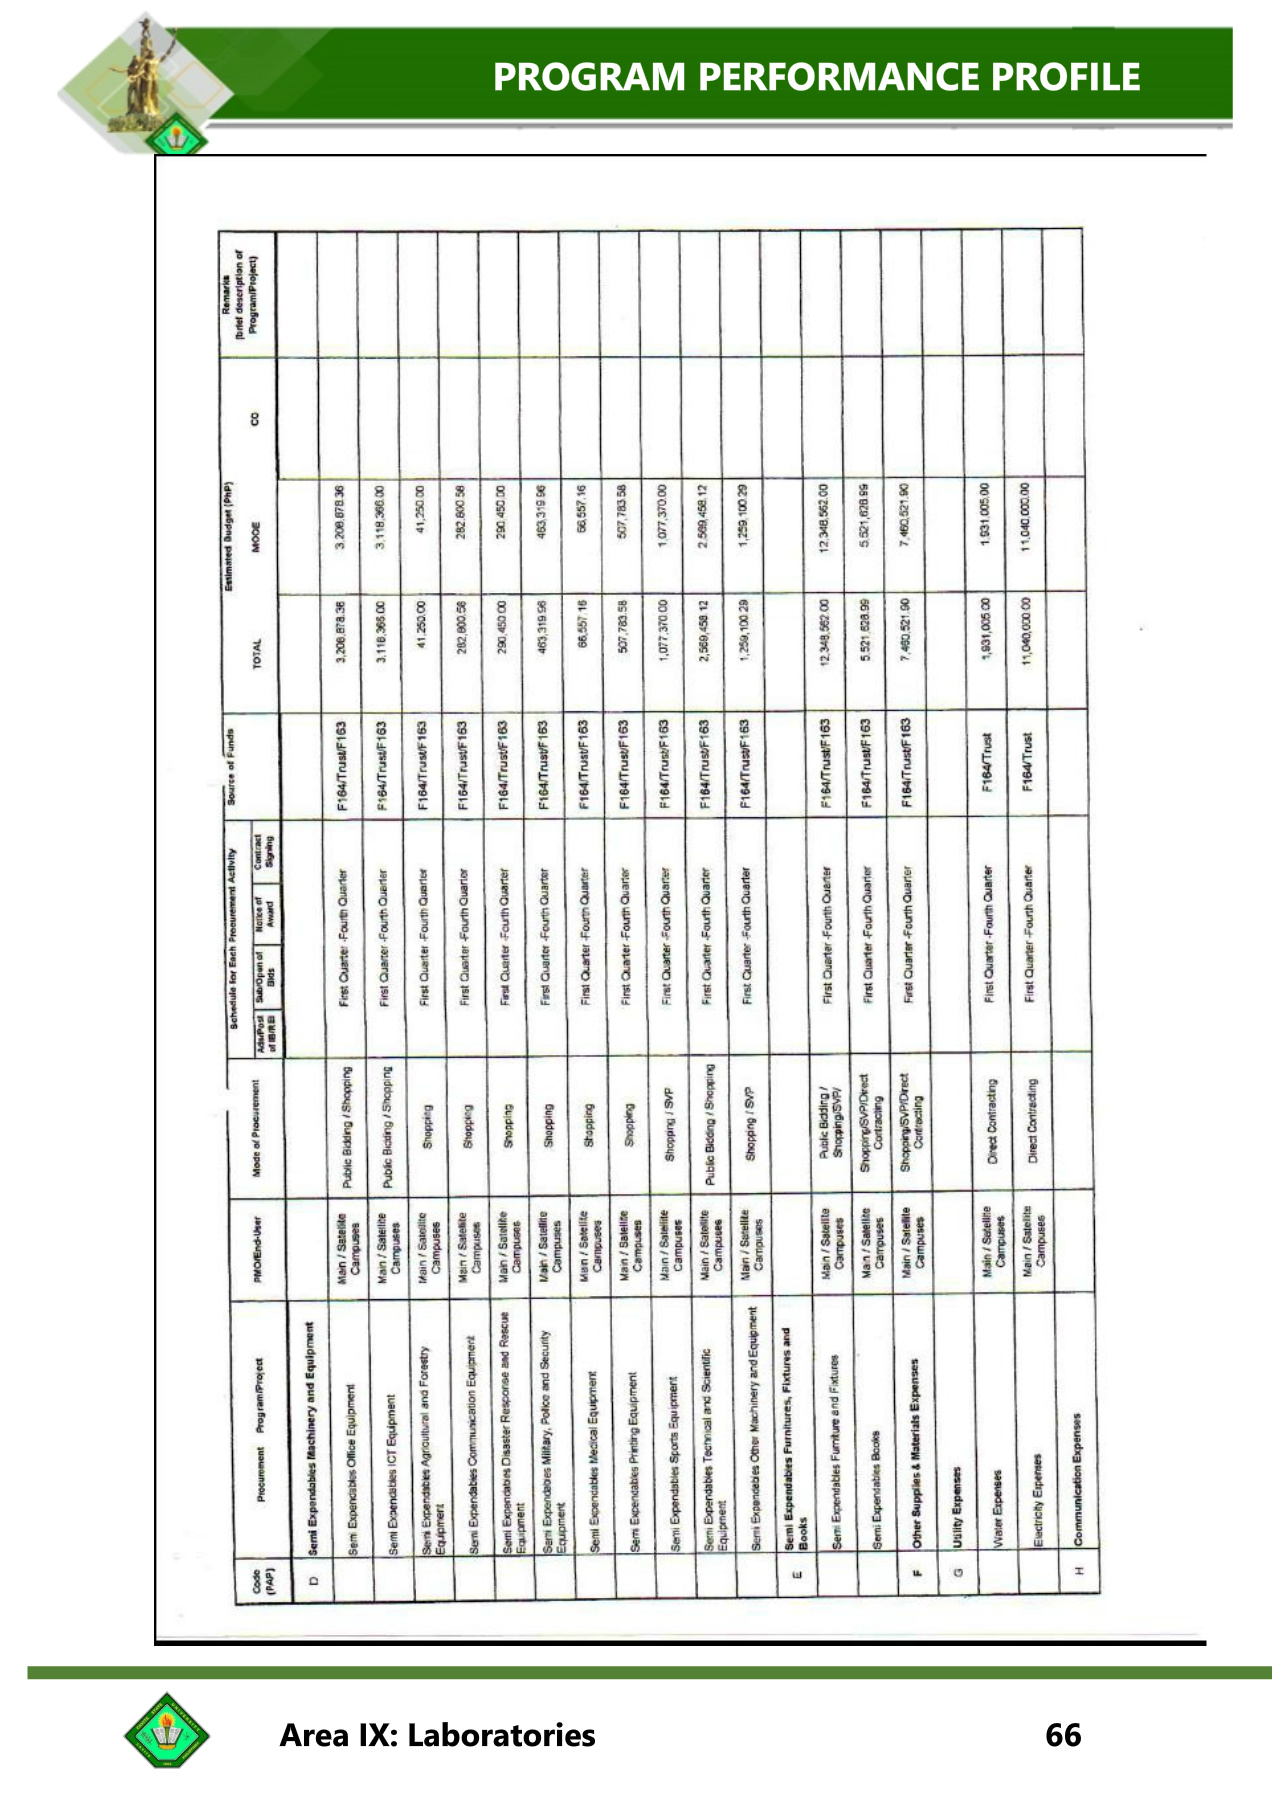 PROGRAM PERFORMANCE PROFILE
Code (PAP) Procurement Program/Project PMO/End-User Mode of Procurement Schedule for Each Procurement Activity Source of Funds Estimated Budget (PhP) Remarks (brief description of Program/Project)
Ads/Post of IB/REI Sub/Open of Bids Notice of Award Contract Signing TOTAL MOOE CO
D Semi Expendables Machinery and Equipment
Semi Expendables Office Equipment Main / Satellite Campuses Public Bidding / Shopping First Quarter -Fourth Quarter F164/Trust/F163 3,208,878.36 3,208,878.36
Semi Expendables ICT Equipment Main / Satellite Campuses Public Bidding / Shopping First Quarter -Fourth Quarter F164/Trust/F163 3,118,366.00 3,118,366.00
Semi Expendables Agricultural and Forestry Equipment Main / Satellite Campuses Shopping First Quarter -Fourth Quarter F164/Trust/F163 41,250.00 41,250.00
Semi Expendables Communication Equipment Main / Satellite Campuses Shopping First Quarter -Fourth Quarter F164/Trust/F163 282,800.58 282,800.58
Semi Expendables Disaster Response and Rescue Equipment Main / Satellite Campuses Shopping First Quarter -Fourth Quarter F164/Trust/F163 290,450.00 290,450.00
Semi Expendables Military, Police and Security Equipment Main / Satellite Campuses Shopping First Quarter -Fourth Quarter F164/Trust/F163 463,319.96 463,319.96
Semi Expendables Medical Equipment Main / Satellite Campuses Shopping First Quarter -Fourth Quarter F164/Trust/F163 66,557.16 66,557.16
Semi Expendables Printing Equipment Main / Satellite Campuses Shopping First Quarter -Fourth Quarter F164/Trust/F163 507,783.58 507,783.58
Semi Expendables Sports Equipment Main / Satellite Campuses Shopping / SVP First Quarter -Fourth Quarter F164/Trust/F163 1,077,370.00 1,077,370.00
Semi Expendables Technical and Scientific Equipment Main / Satellite Campuses Public Bidding / Shopping First Quarter -Fourth Quarter F164/Trust/F163 2,569,458.12 2,569,458.12
Semi Expendables Other Machinery and Equipment Main / Satellite Campuses Shopping / SVP First Quarter -Fourth Quarter F164/Trust/F163 1,259,100.29 1,259,100.29
E Semi Expendables Furnitures, Fixtures and Books
Semi Expendables Furniture and Fixtures Main / Satellite Campuses Public Bidding / Shopping/SVP/ First Quarter -Fourth Quarter F164/Trust/F163 12,348,562.00 12,348,562.00
Semi Expendables Books Main / Satellite Campuses Shopping/SVP/Direct Contracting First Quarter -Fourth Quarter F164/Trust/F163 5,521,628.99 5,521,628.99
F Other Supplies & Materials Expenses Main / Satellite Campuses Shopping/SVP/Direct Contracting First Quarter -Fourth Quarter F164/Trust/F163 7,460,521.90 7,460,521.90
G Utility Expenses
Water Expenses Main / Satellite Campuses Direct Contracting First Quarter -Fourth Quarter F164/Trust 1,931,005.00 1,931,005.00
Electricity Expenses Main / Satellite Campuses Direct Contracting First Quarter -Fourth Quarter F164/Trust 11,040,000.00 11,040,000.00
H Communication Expenses
Area IX: Laboratories 66